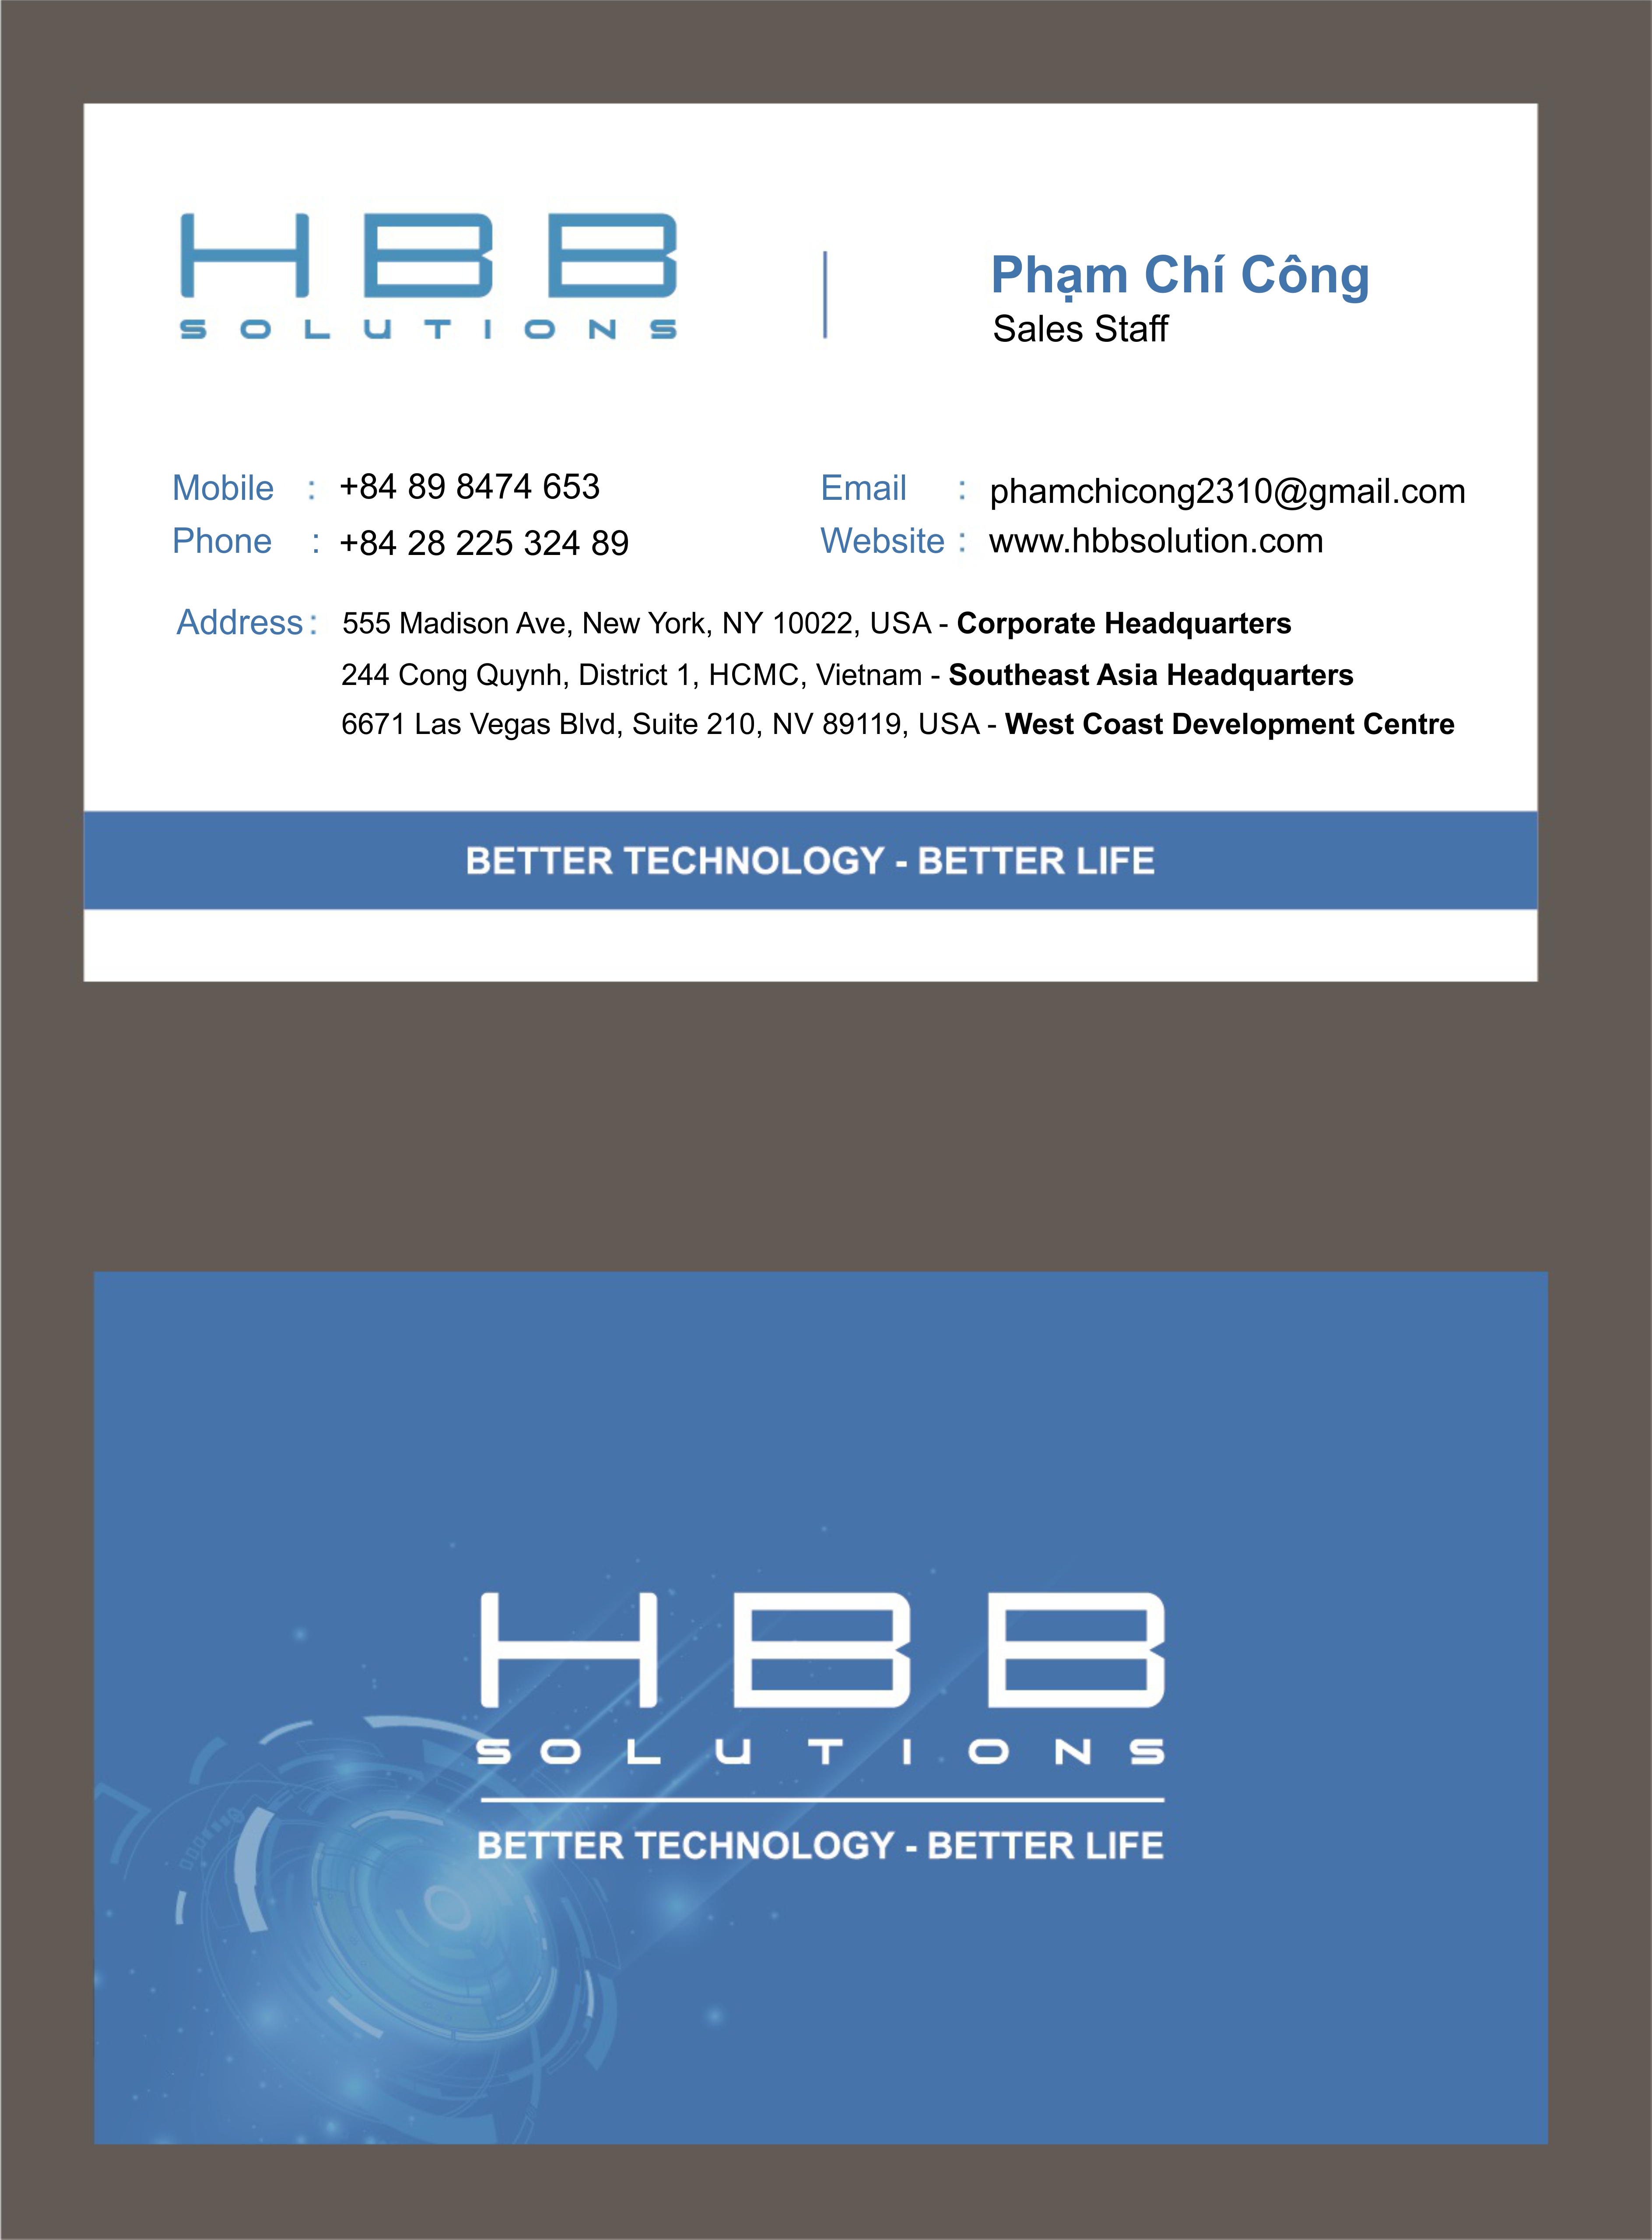 HBB
SOLUTIONS
Phạm Chí Công
Sales Staff
Mobile : +84 89 8474 653
Phone : +84 28 225 324 89
Email : phamchicong2310@gmail.com
Website : www.hbbsolution.com
Address : 555 Madison Ave, New York, NY 10022, USA - Corporate Headquarters
244 Cong Quynh, District 1, HCMC, Vietnam - Southeast Asia Headquarters
6671 Las Vegas Blvd, Suite 210, NV 89119, USA - West Coast Development Centre
BETTER TECHNOLOGY - BETTER LIFE
HBB
SOLUTIONS
BETTER TECHNOLOGY - BETTER LIFE